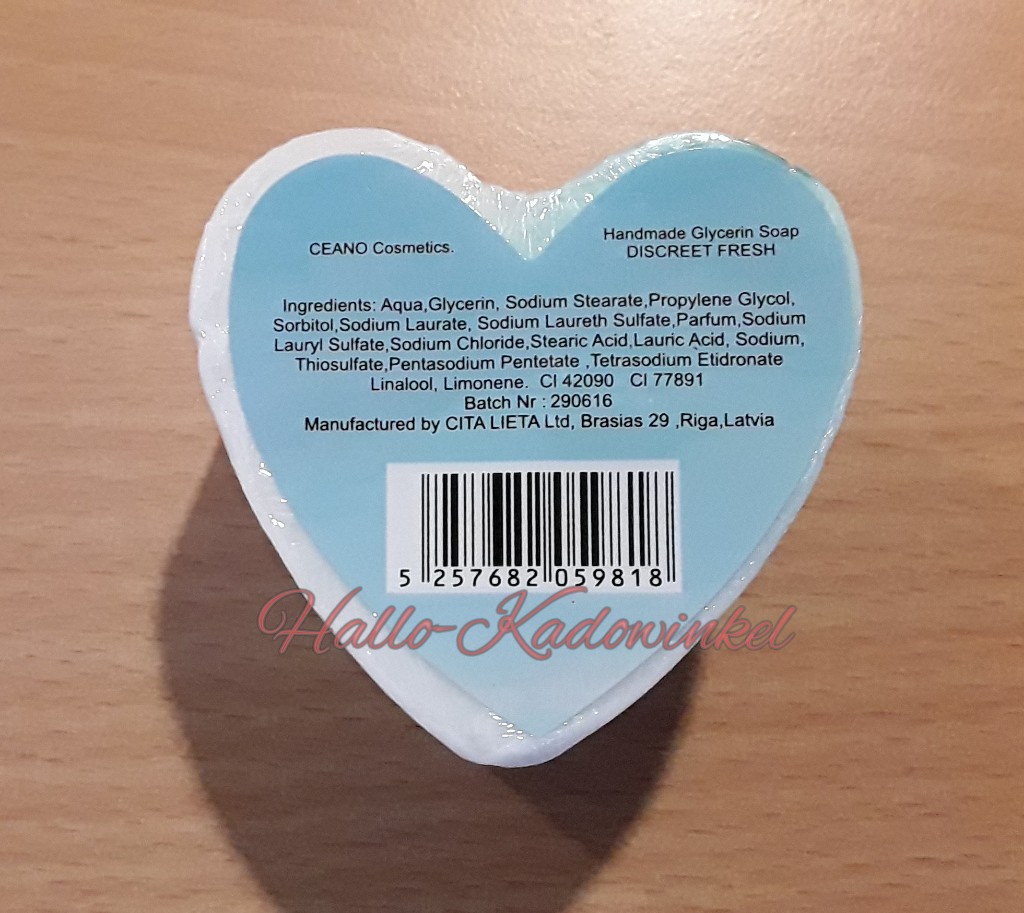 CEANO Cosmetics.
Handmade Glycerin Soap
DISCREET FRESH
Ingredients: Aqua,Glycerin, Sodium Stearate,Propylene Glycol,
Sorbitol,Sodium Laurate, Sodium Laureth Sulfate,Parfum,Sodium
Lauryl Sulfate,Sodium Chloride,Stearic Acid,Lauric Acid, Sodium,
Thiosulfate,Pentasodium Pentetate ,Tetrasodium Etidronate
Linalool, Limonene. CI 42090 CI 77891
Batch Nr : 290616
Manufactured by CITA LIETA Ltd, Brasias 29 ,Riga,Latvia
5 257682 059818
Hallo-Kadowinkel